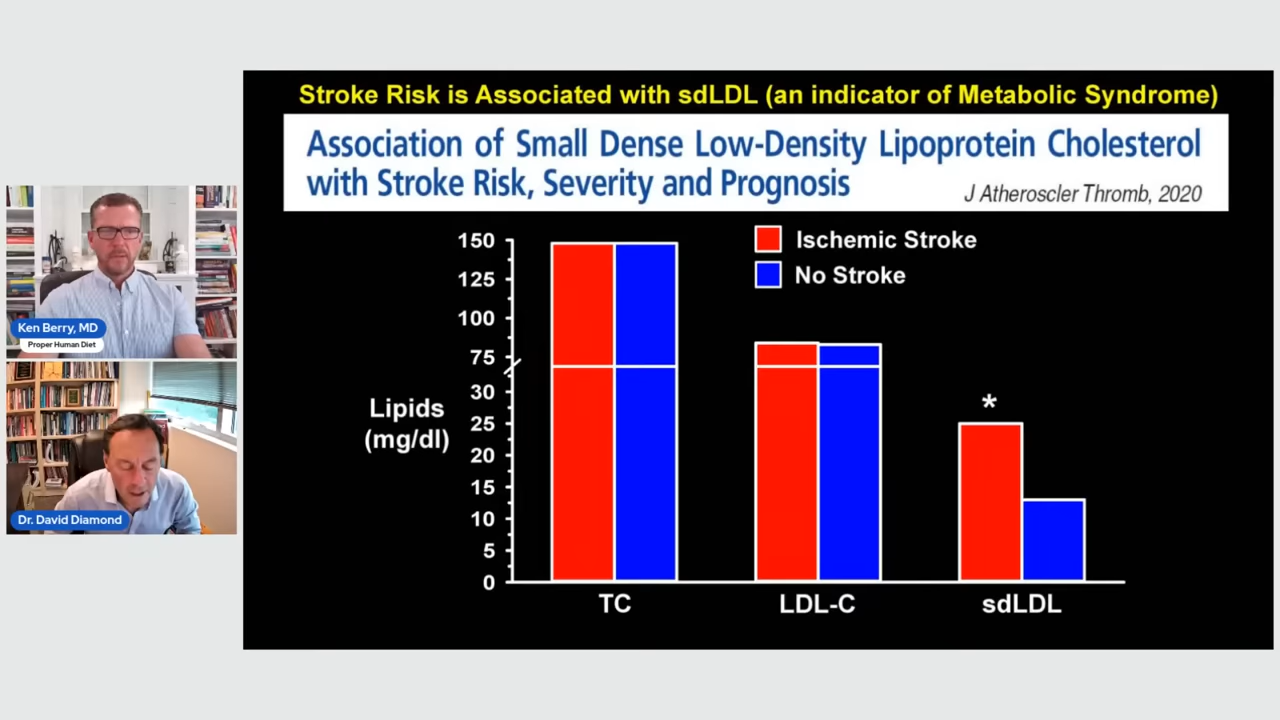 Stroke Risk is Associated with sdLDL (an indicator of Metabolic Syndrome)
Association of Small Dense Low-Density Lipoprotein Cholesterol
with Stroke Risk, Severity and Prognosis
J Atheroscler Thromb, 2020
Ken Berry, MD
Proper Human Diet
Dr. David Diamond
Ischemic Stroke
No Stroke
Lipids
(mg/dl)
150
125
100
75
30
25
20
15
10
5
0
*
TC
LDL-C
sdLDL